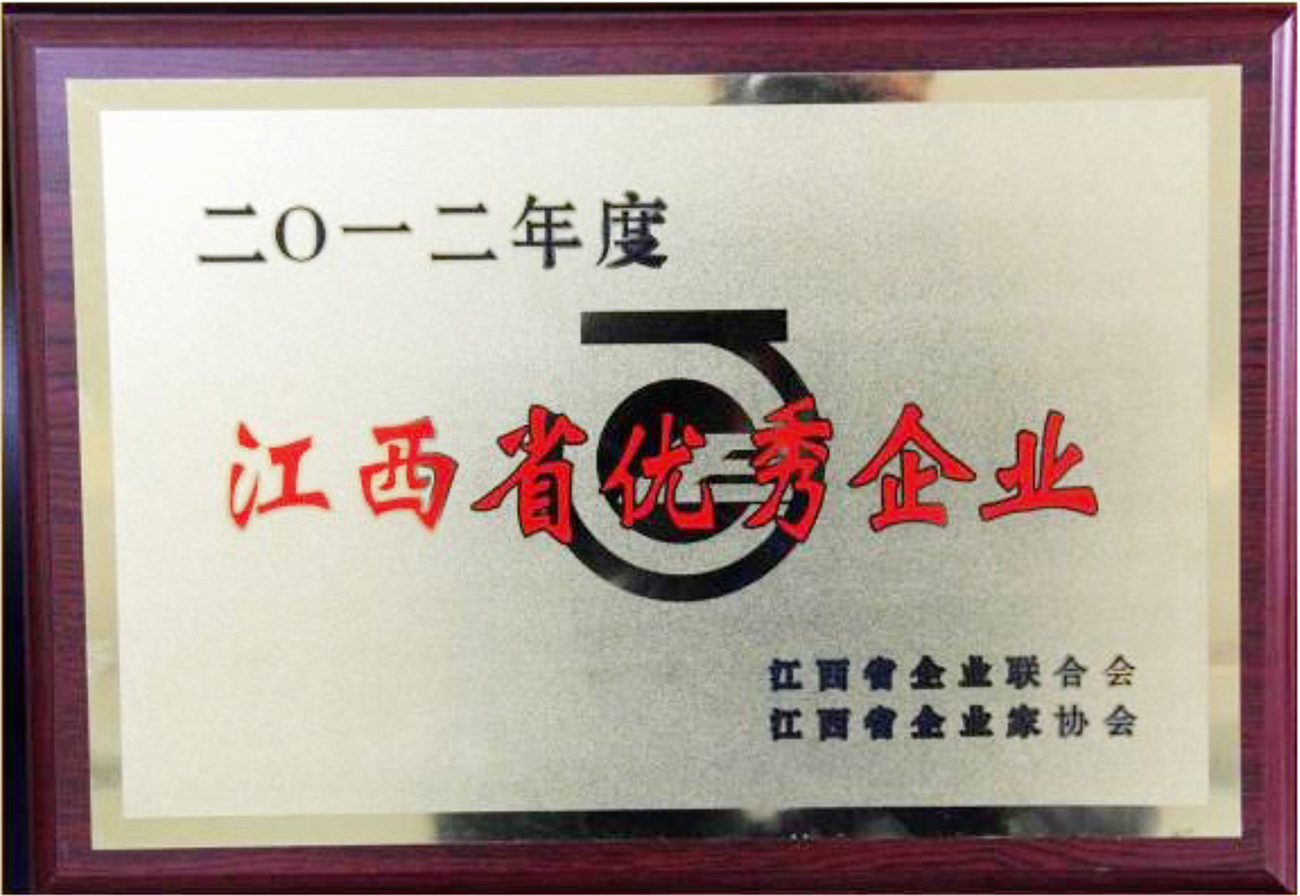 二〇一二年度
江西省优秀企业
江西省企业联合会
江西省企业家协会